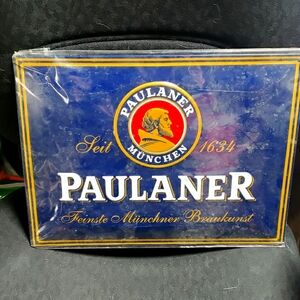 PAULANER
MÜNCHEN
Seit 1634
PAULANER
Feinste Münchner Braukunst